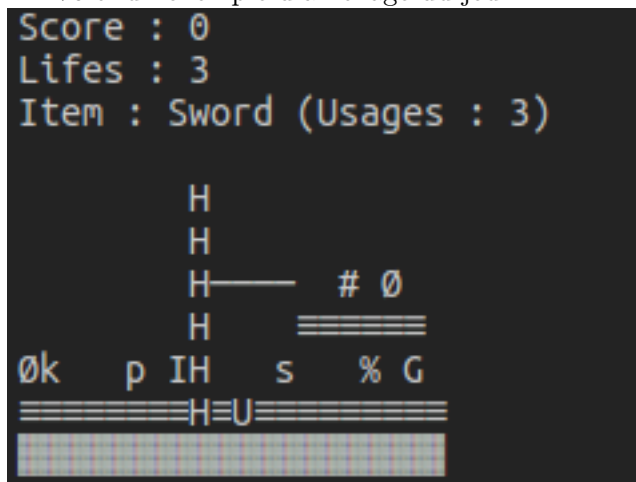 Score : 0
Lifes : 3
Item : Sword (Usages : 3)
H
H
H──── # Ø
H ≡≡≡≡≡≡
Øk p IH s % G
≡≡≡≡≡≡≡≡H≡U≡≡≡≡≡≡≡≡≡